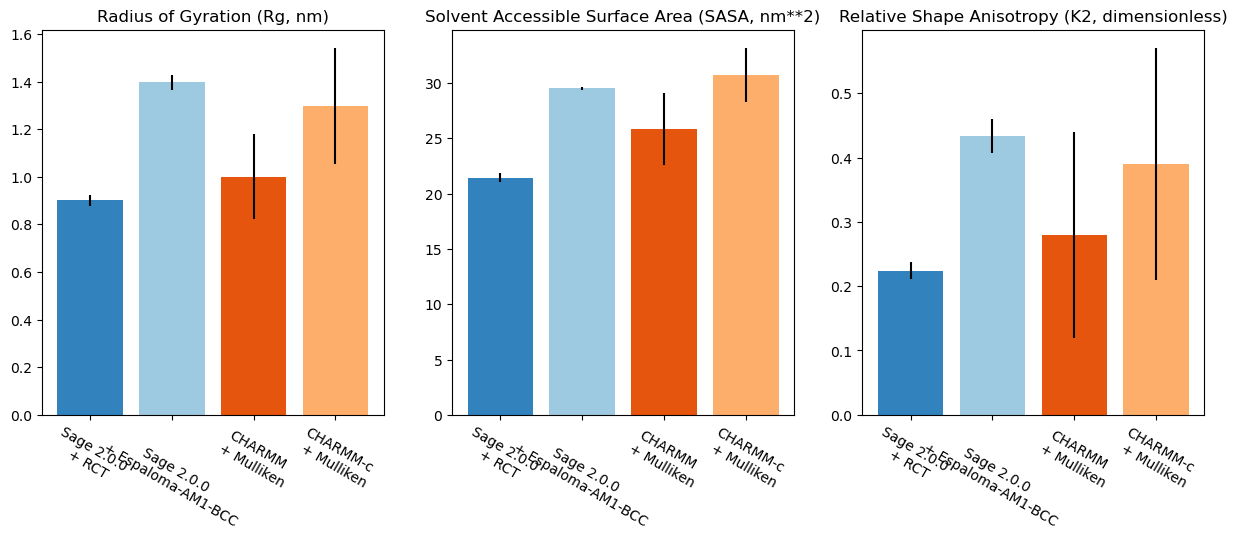 Radius of Gyration (Rg, nm)
1.6
1.4
1.2
1.0
0.8
0.6
0.4
0.2
0.0
Sage 2.0.0
+ RCT
Sage 2.0.0
+ Espaloma-AM1-BCC
CHARMM
+ Mulliken
CHARMM-c
+ Mulliken
Solvent Accessible Surface Area (SASA, nm**2)
30
25
20
15
10
5
0
Sage 2.0.0
+ RCT
Sage 2.0.0
+ Espaloma-AM1-BCC
CHARMM
+ Mulliken
CHARMM-c
+ Mulliken
Relative Shape Anisotropy (K2, dimensionless)
0.5
0.4
0.3
0.2
0.1
0.0
Sage 2.0.0
+ RCT
Sage 2.0.0
+ Espaloma-AM1-BCC
CHARMM
+ Mulliken
CHARMM-c
+ Mulliken